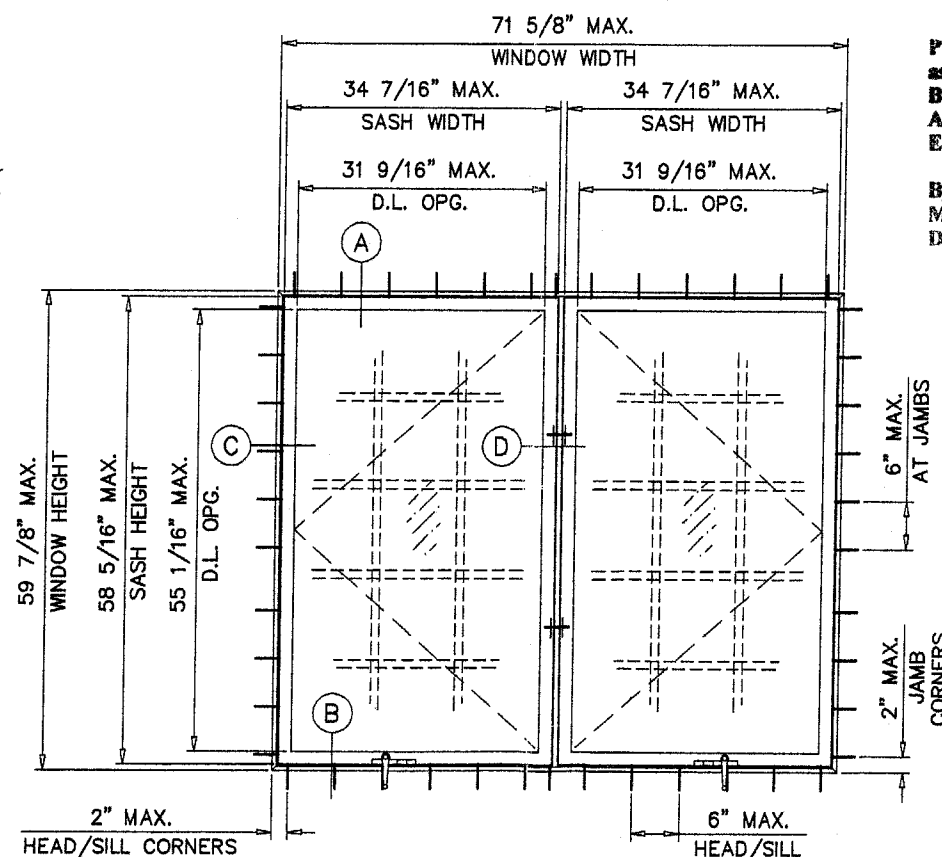 71 5/8" MAX.
WINDOW WIDTH
34 7/16" MAX.
SASH WIDTH
34 7/16" MAX.
SASH WIDTH
31 9/16" MAX.
D.L. OPG.
31 9/16" MAX.
D.L. OPG.
P
B
A
E
B
M
D
A
C
D
B
59 7/8" MAX.
WINDOW HEIGHT
58 5/16" MAX.
SASH HEIGHT
55 1/16" MAX.
D.L. OPG.
6" MAX.
AT JAMBS
2" MAX.
JAMB
CORNERS
2" MAX.
HEAD/SILL CORNERS
6" MAX.
HEAD/SILL